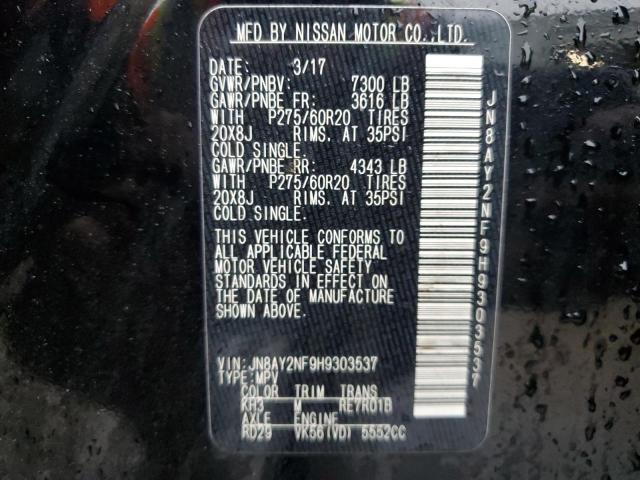 MFD BY NISSAN MOTOR CO.,LTD.
DATE: 3/17
GVWR/PNBV 7300 LB
GAWR/PNBE FR: 3616 LB
WITH P275/60R20 TIRES
20X8J RIMS. AT 35PSI
COLD SINGLE.
GAWR/PNBE RR: 4343 LB
WITH P275/60R20 TIRES
20X8J RIMS. AT 35PSI
COLD SINGLE.
THIS VEHICLE CONFORMS TO
ALL APPLICABLE FEDERAL
MOTOR VEHICLE SAFETY
STANDARDS IN EFFECT ON
THE DATE OF MANUFACTURE
SHOWN ABOVE.
VIN: JN8AY2NF9H9303537
TYPE: MPV
COLOR TRIM TRANS
KH3 M RE7R01B
AXLE ENGINE
RD29 VK56(VD) 5552CC
JN8AY2NF9H9303537